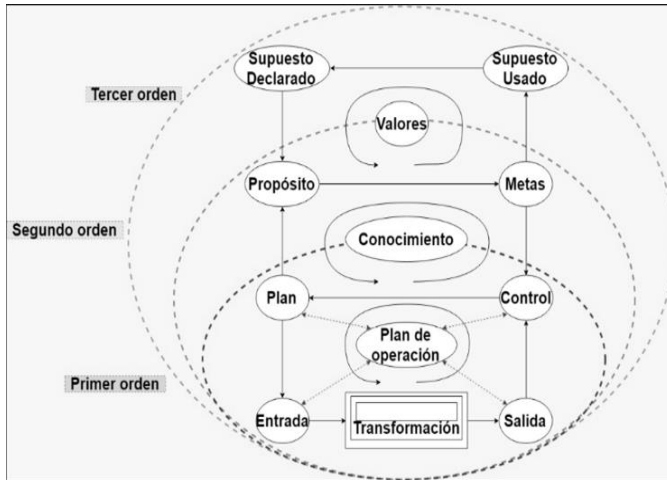 Supuesto
Declarado
Supuesto
Usado
Tercer orden
Valores
Propósito
Metas
Segundo orden
Conocimiento
Plan
Control
Plan de
operación
Primer orden
Entrada
Transformación
Salida